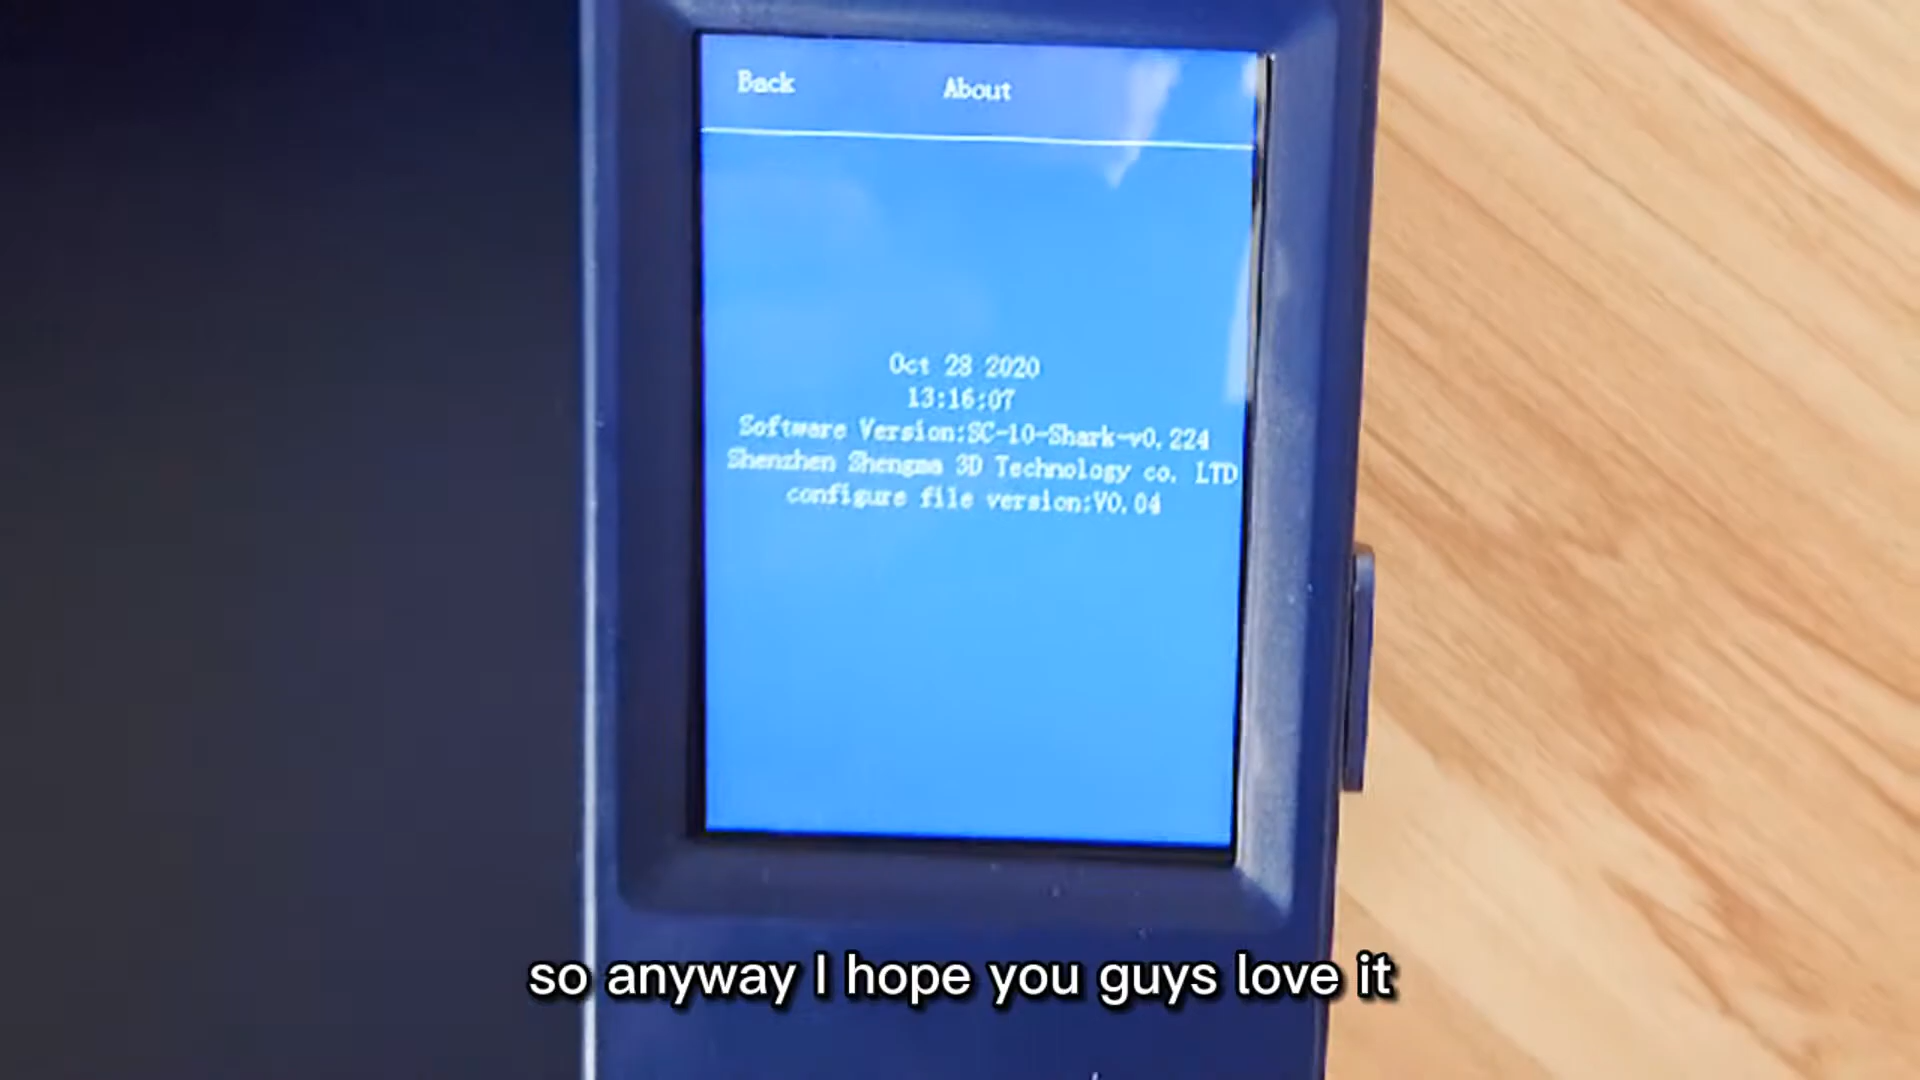 Back
About
Oct 28 2020
13:16:07
Software Version:SC-10-Shark-v0.224
Shenzhen Shengma 3D Technology co. LTD
configure file version:V0.04
so anyway I hope you guys love it